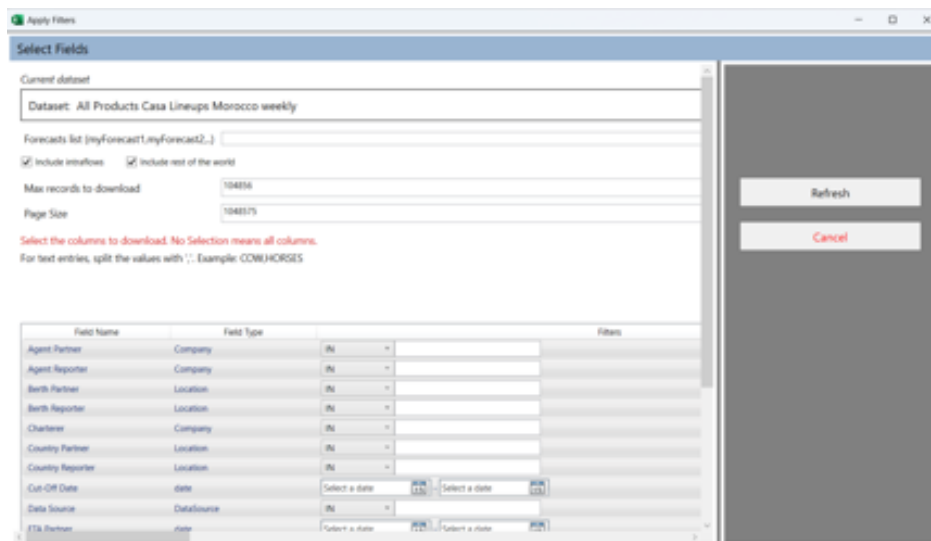 Apply Filters
Select Fields
Current dataset
Dataset: All Products Casa Lineups Morocco weekly
Forecasts list (myForecast1,myForecast2,..)
Include intraflows Include rest of the world
Max records to download 104856
Page Size 1048575
Refresh
Cancel
Select the columns to download. No Selection means all columns.
For text entries, split the values with ','. Example: COW,HORSES
Field Name Field Type Filters
Agent Partner Company IN
Agent Reporter Company IN
Berth Partner Location IN
Berth Reporter Location IN
Charterer Company IN
Country Partner Location IN
Country Reporter Location IN
Cut-Off Date date Select a date - Select a date
Data Source DataSource IN
ETA Partner date Select a date - Select a date